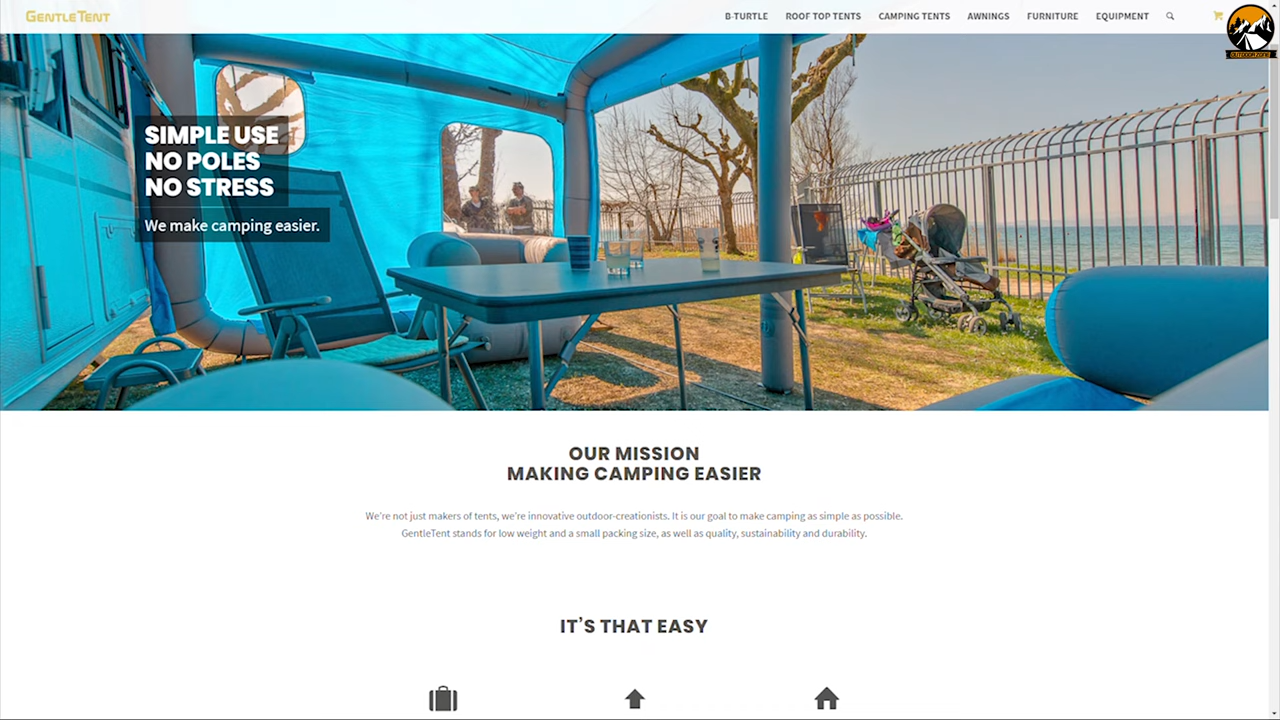 GENTLETENT
B-TURTLE
ROOF TOP TENTS
CAMPING TENTS
AWNINGS
FURNITURE
EQUIPMENT
OUTDOOR ZONE
SIMPLE USE
NO POLES
NO STRESS
We make camping easier.
OUR MISSION
MAKING CAMPING EASIER
We're not just makers of tents, we're innovative outdoor-creationists. It is our goal to make camping as simple as possible.
GentleTent stands for low weight and a small packing size, as well as quality, sustainability and durability.
IT'S THAT EASY